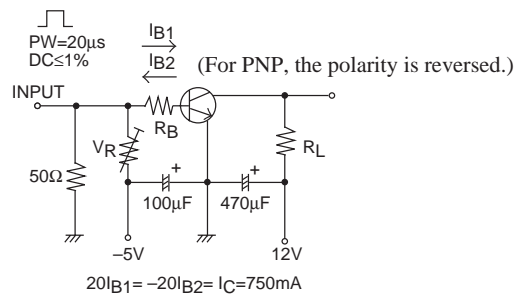 PW=20μs
DC≤1%
IB1
IB2
(For PNP, the polarity is reversed.)
INPUT
RB
VR
RL
50Ω
+
+
100μF
470μF
–5V
12V
20IB1= –20IB2= IC=750mA